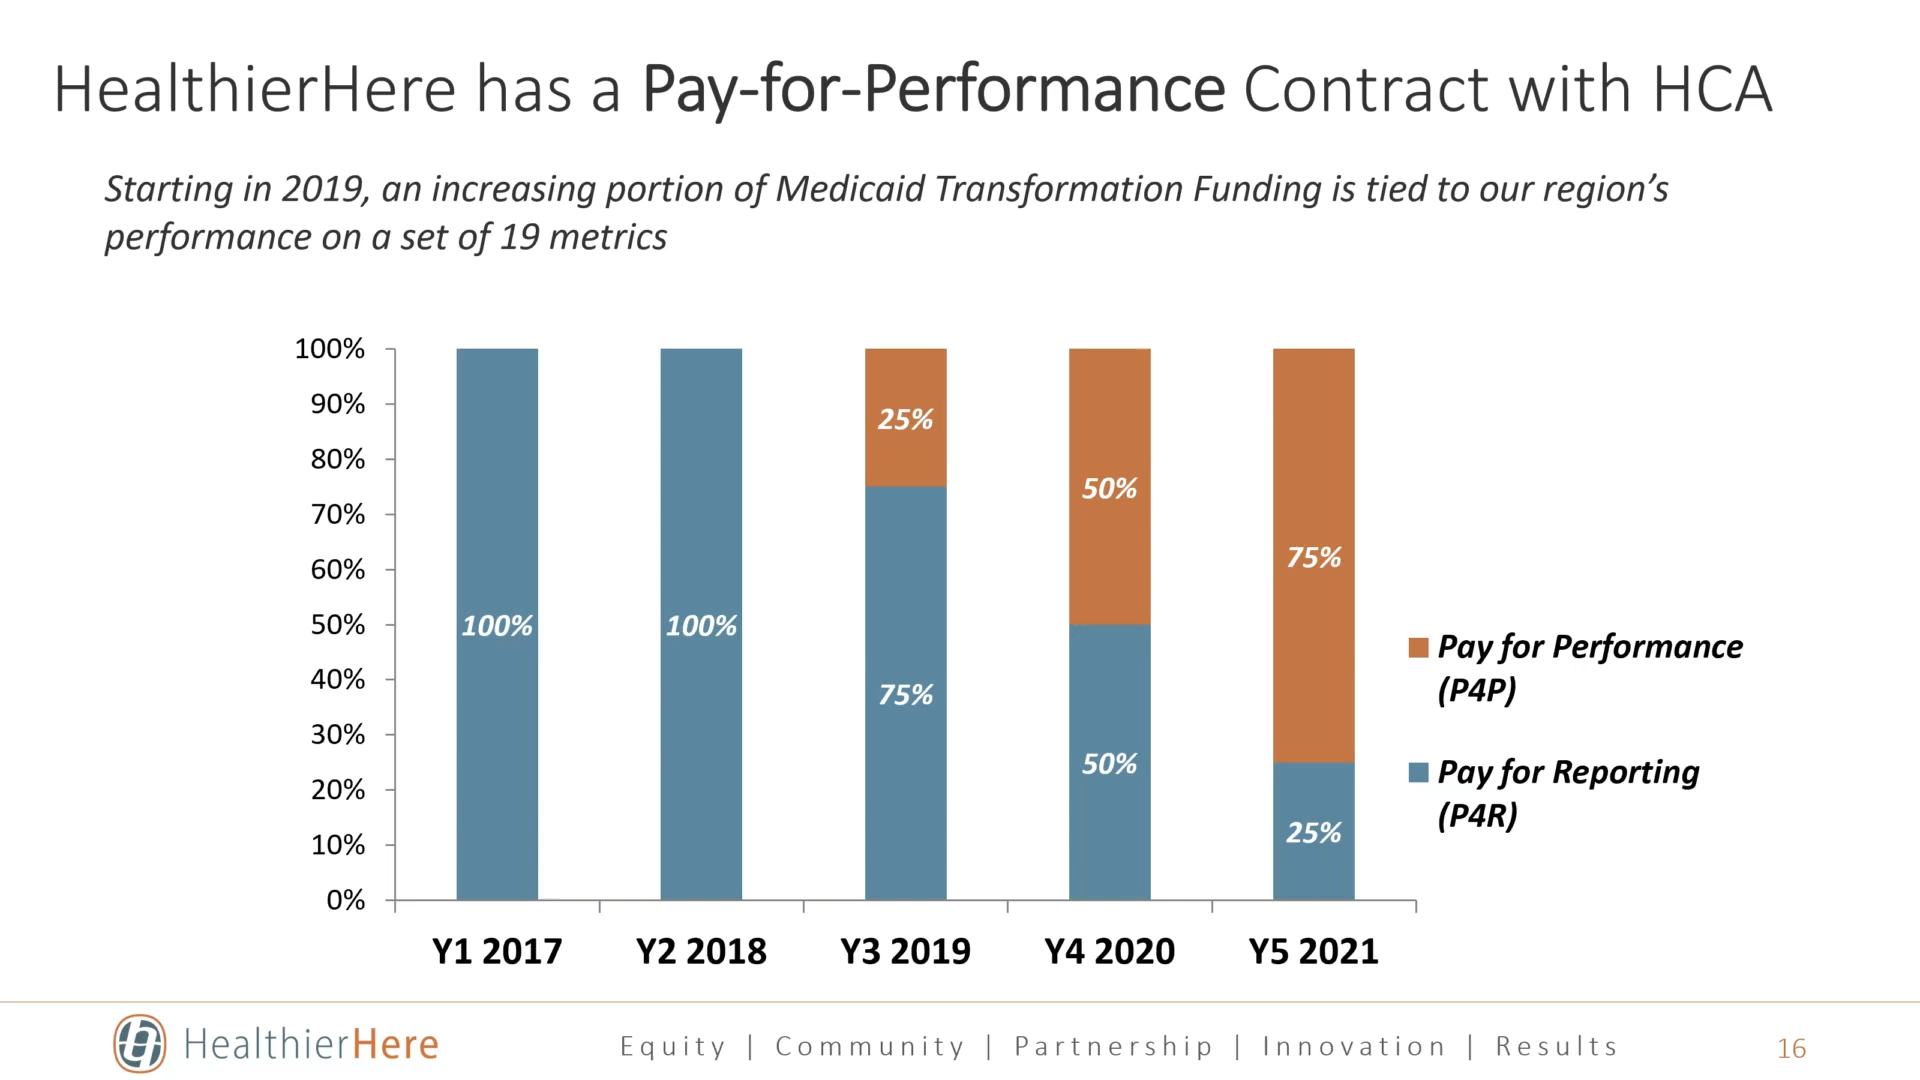 HealthierHere has a Pay-for-Performance Contract with HCA
Starting in 2019, an increasing portion of Medicaid Transformation Funding is tied to our region’s
performance on a set of 19 metrics
100%
90%
80%
70%
60%
50%
40%
30%
20%
10%
0%
100%
100%
25%
75%
50%
50%
75%
25%
Y1 2017
Y2 2018
Y3 2019
Y4 2020
Y5 2021
Pay for Performance
(P4P)
Pay for Reporting
(P4R)
HealthierHere
Equity | Community | Partnership | Innovation | Results
16